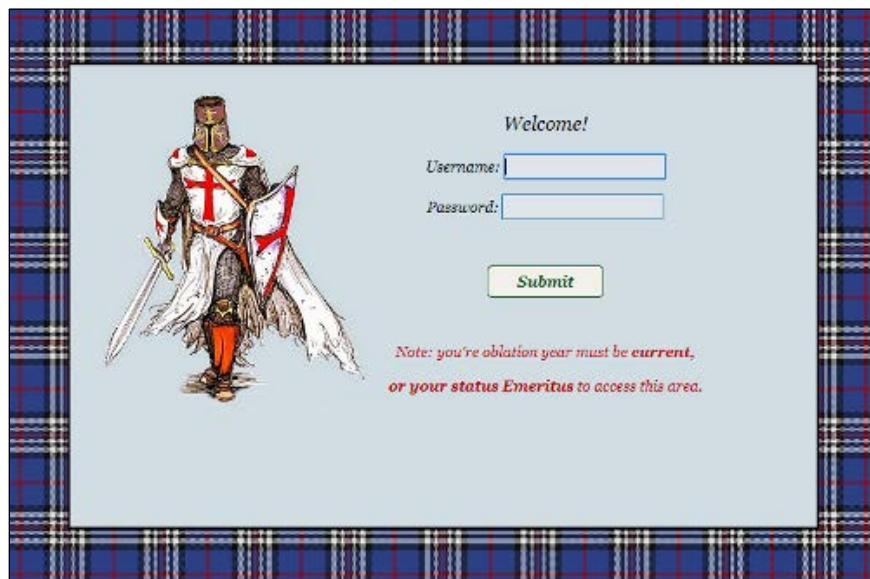 Welcome!
Username:
Password:
Submit
Note: you're oblation year must be current,
or your status Emeritus to access this area.